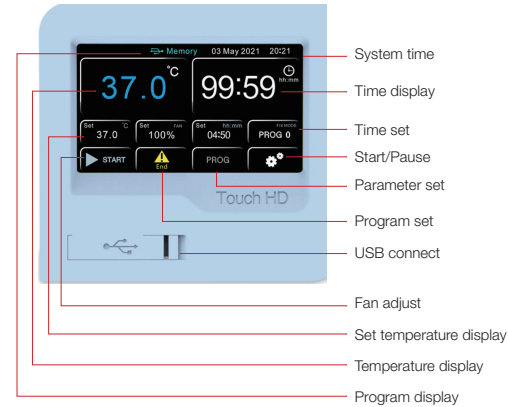 Memory 03 May 2021 20:21
System time
37.0 °C
99:59 hh:mm
Time display
Set °C
37.0
Set FAN
100%
Set hh:mm
04:50
FIX MODE
PROG 0
Time set
START
End
PROG
Start/Pause
Parameter set
Touch HD
Program set
USB connect
Fan adjust
Set temperature display
Temperature display
Program display